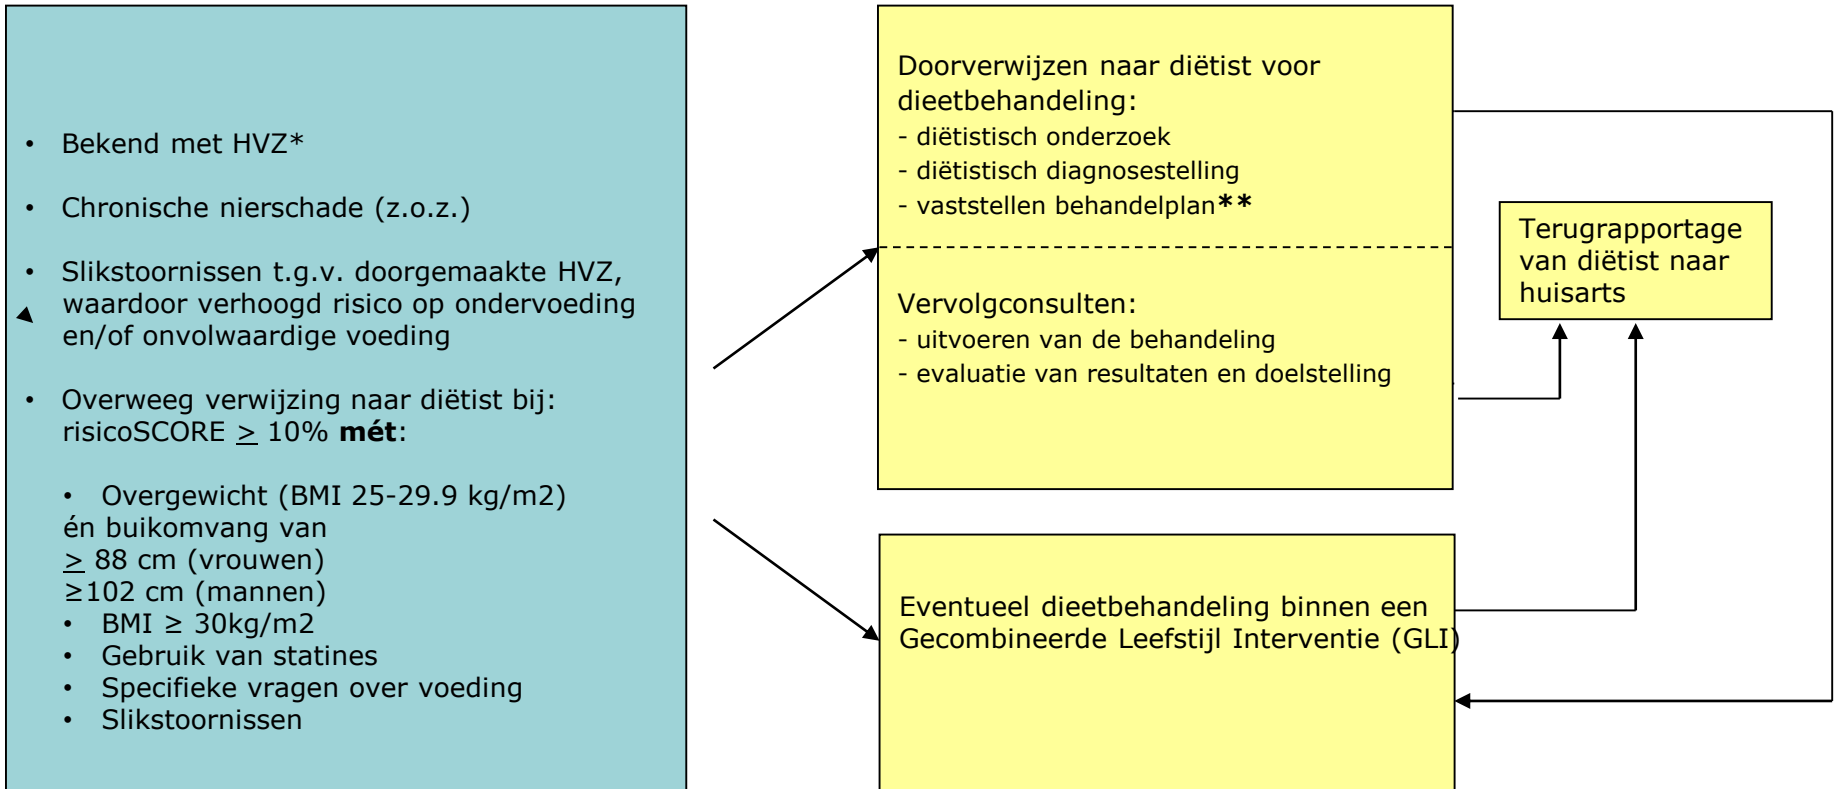 • Bekend met HVZ*
• Chronische nierschade (z.o.z.)
• Slikstoornissen t.g.v. doorgemaakte HVZ,
waardoor verhoogd risico op ondervoeding
en/of onvolwaardige voeding
• Overweeg verwijzing naar diëtist bij:
risicoSCORE > 10% mét:
• Overgewicht (BMI 25-29.9 kg/m2)
én buikomvang van
> 88 cm (vrouwen)
≥102 cm (mannen)
• BMI ≥ 30kg/m2
• Gebruik van statines
• Specifieke vragen over voeding
• Slikstoornissen
Doorverwijzen naar diëtist voor
dieetbehandeling:
- diëtistisch onderzoek
- diëtistisch diagnosestelling
- vaststellen behandelplan**
Vervolgconsulten:
- uitvoeren van de behandeling
- evaluatie van resultaten en doelstelling
Eventueel dieetbehandeling binnen een
Gecombineerde Leefstijl Interventie (GLI)
Terugrapportage
van diëtist naar
huisarts